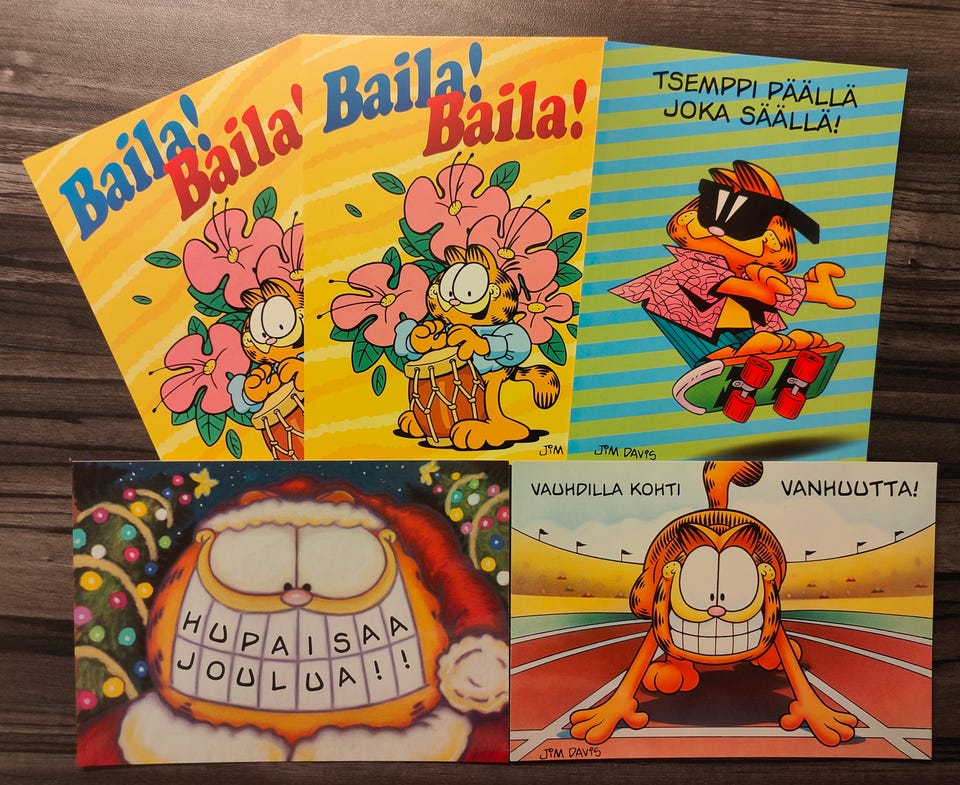 Baila!
Baila!
Baila!
Baila!
JIM
TSEMPPI PÄÄLLÄ
JOKA SÄÄLLÄ!
JIM DAVIS
HUPAISAA
JOULUA!!
VAUHDILLA KOHTI VANHUUTTA!
JIM DAVIS